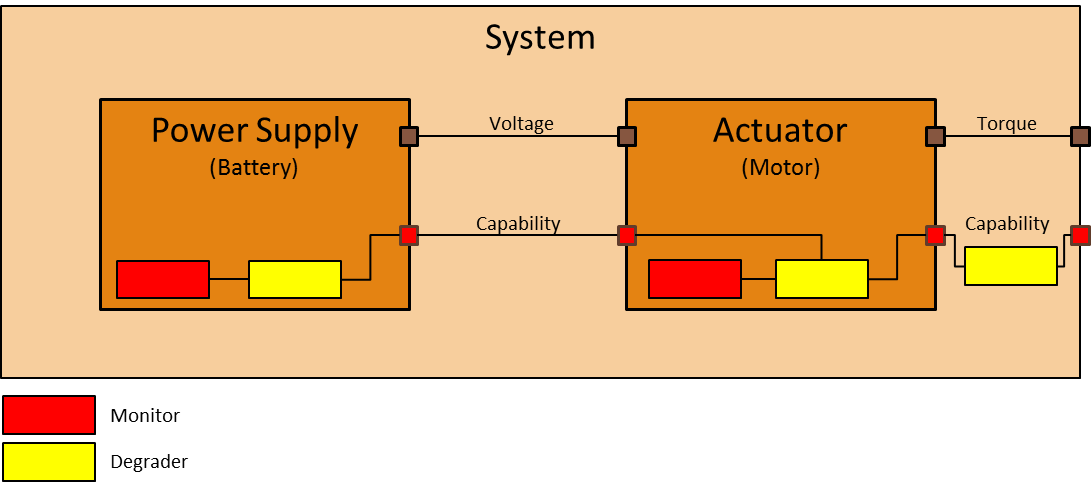 System
Power Supply
(Battery)
Voltage
Actuator
(Motor)
Torque
Capability
Capability
Monitor
Degrader